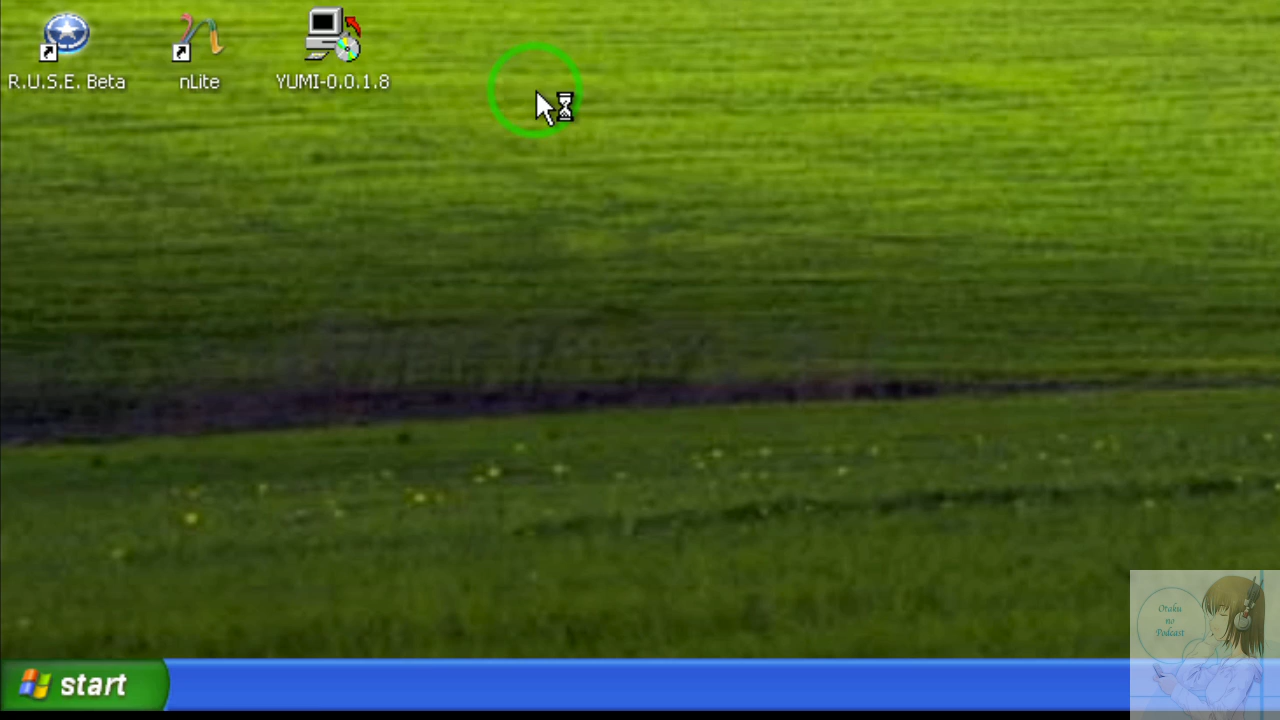 R.U.S.E. Beta
nLite
YUMI-0.0.1.8
start
Otaku
no
Podcast